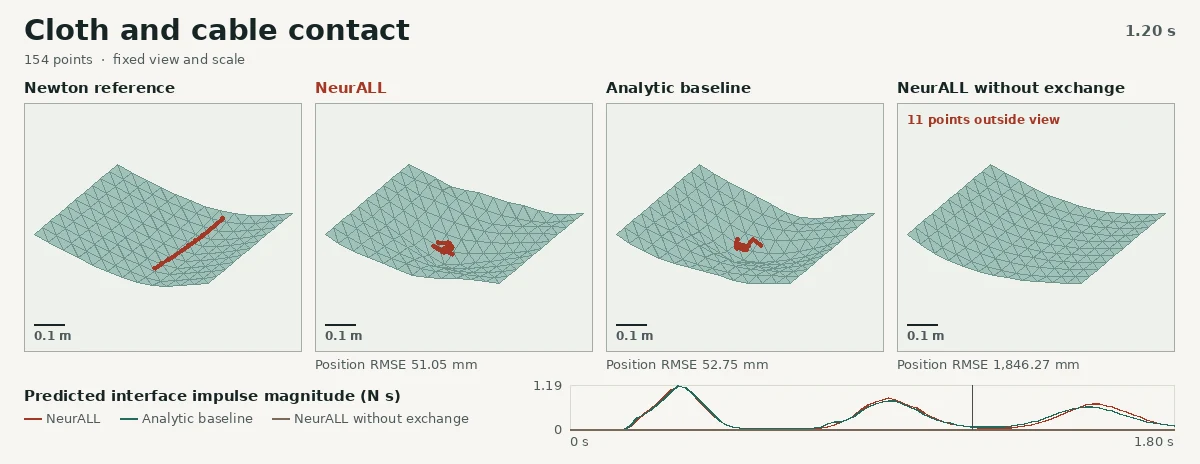 Cloth and cable contact
1.20 s
154 points · fixed view and scale
Newton reference
NeurALL
Analytic baseline
NeurALL without exchange
11 points outside view
0.1 m
0.1 m
0.1 m
0.1 m
Position RMSE 51.05 mm
Position RMSE 52.75 mm
Position RMSE 1,846.27 mm
Predicted interface impulse magnitude (N s)
NeurALL
Analytic baseline
NeurALL without exchange
1.19
0
0 s
1.80 s